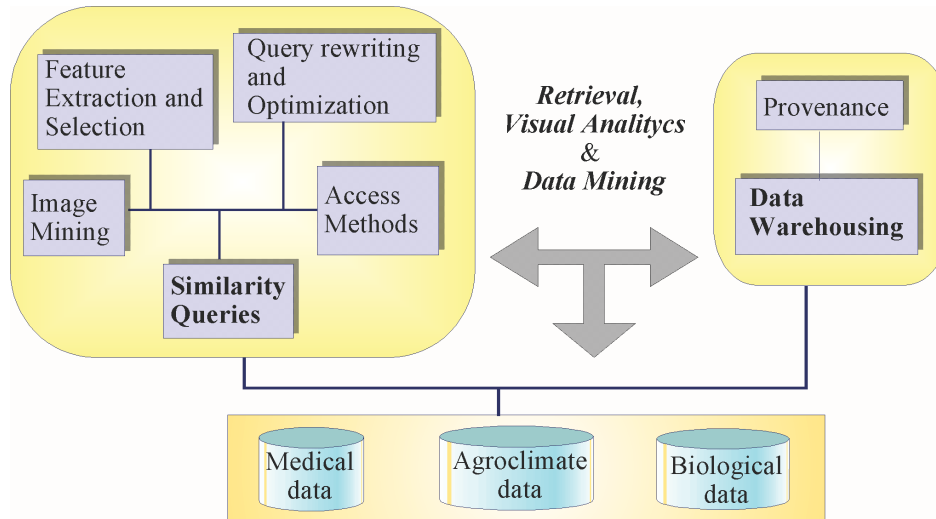 Feature
Extraction and
Selection
Query rewriting
and
Optimization
Image
Mining
Access
Methods
Similarity
Queries
Retrieval,
Visual Analitycs
&
Data Mining
Provenance
Data
Warehousing
Medical
data
Agroclimate
data
Biological
data